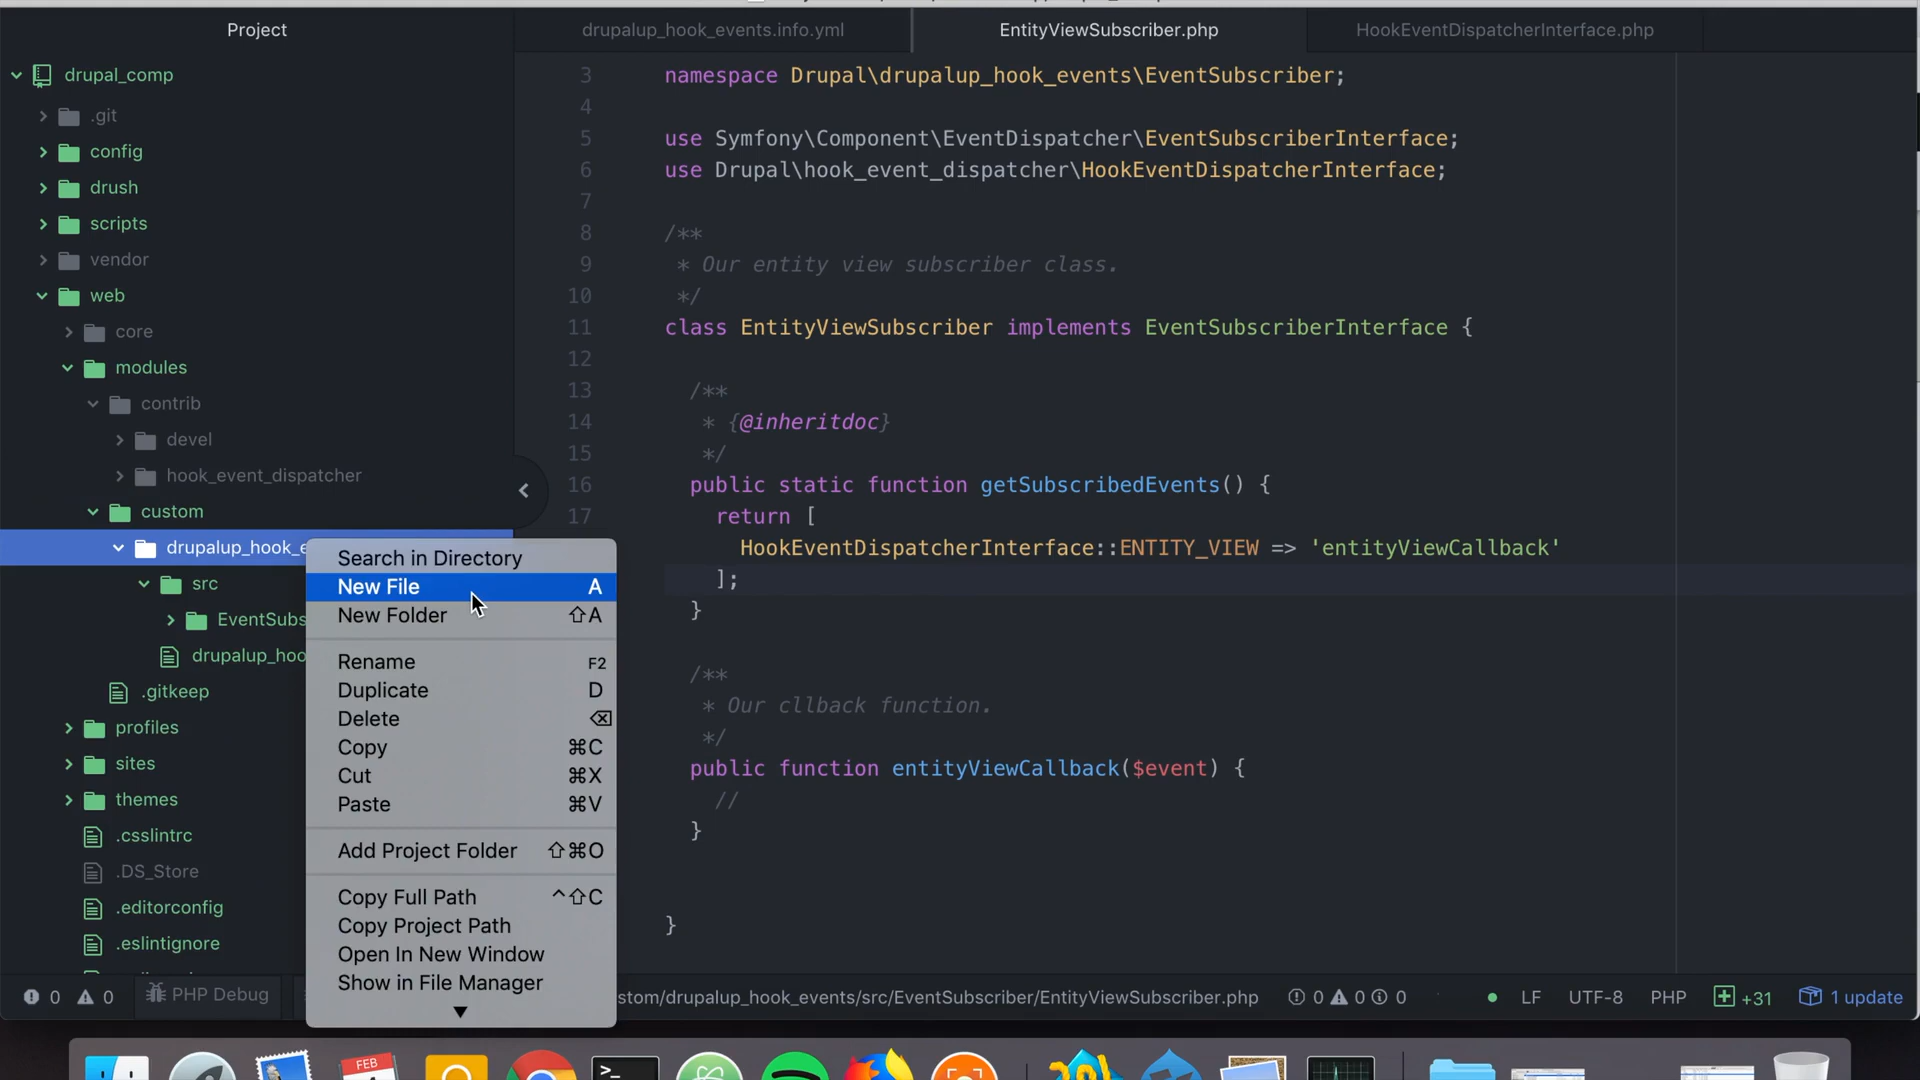 Project
drupalup_hook_events.info.yml
EntityViewSubscriber.php
HookEventDispatcherInterface.php
drupal_comp
.git
config
drush
scripts
vendor
web
core
modules
contrib
devel
hook_event_dispatcher
custom
drupalup_hook_e
src
EventSubs
drupalup_hoo
.gitkeep
profiles
sites
themes
.csslintrc
.DS_Store
.editorconfig
.eslintignore
Search in Directory
New File A
New Folder ⇧A
Rename F2
Duplicate D
Delete ⌫
Copy ⌘C
Cut ⌘X
Paste ⌘V
Add Project Folder ⇧⌘O
Copy Full Path ^⇧C
Copy Project Path
Open In New Window
Show in File Manager
3 namespace Drupal\drupalup_hook_events\EventSubscriber;
4
5 use Symfony\Component\EventDispatcher\EventSubscriberInterface;
6 use Drupal\hook_event_dispatcher\HookEventDispatcherInterface;
7
8 /**
9 * Our entity view subscriber class.
10 */
11 class EntityViewSubscriber implements EventSubscriberInterface {
12
13 /**
14 * {@inheritdoc}
15 */
16 public static function getSubscribedEvents() {
17 return [
HookEventDispatcherInterface::ENTITY_VIEW => 'entityViewCallback'
];
}
/**
* Our cllback function.
*/
public function entityViewCallback($event) {
//
}
}
0 0 PHP Debug
stom/drupalup_hook_events/src/EventSubscriber/EntityViewSubscriber.php 0 0 0 LF UTF-8 PHP +31 1 update
FEB